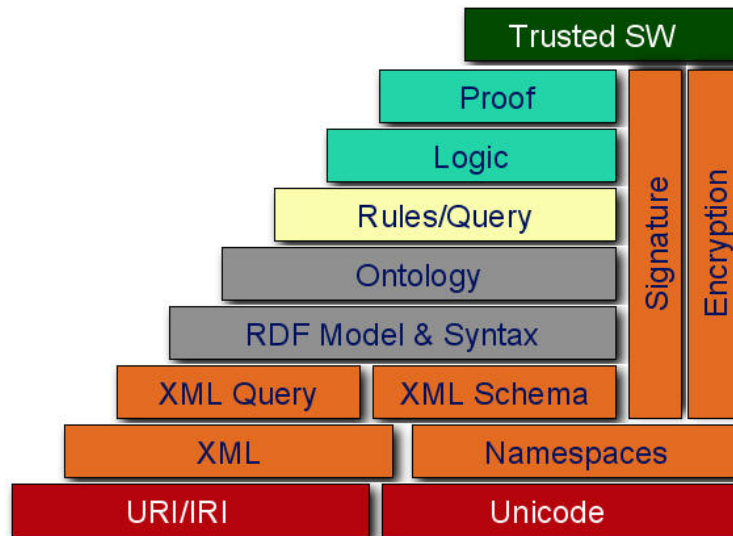 Trusted SW
Proof
Logic
Rules/Query
Ontology
RDF Model & Syntax
Signature
Encryption
XML Query
XML Schema
XML
Namespaces
URI/IRI
Unicode